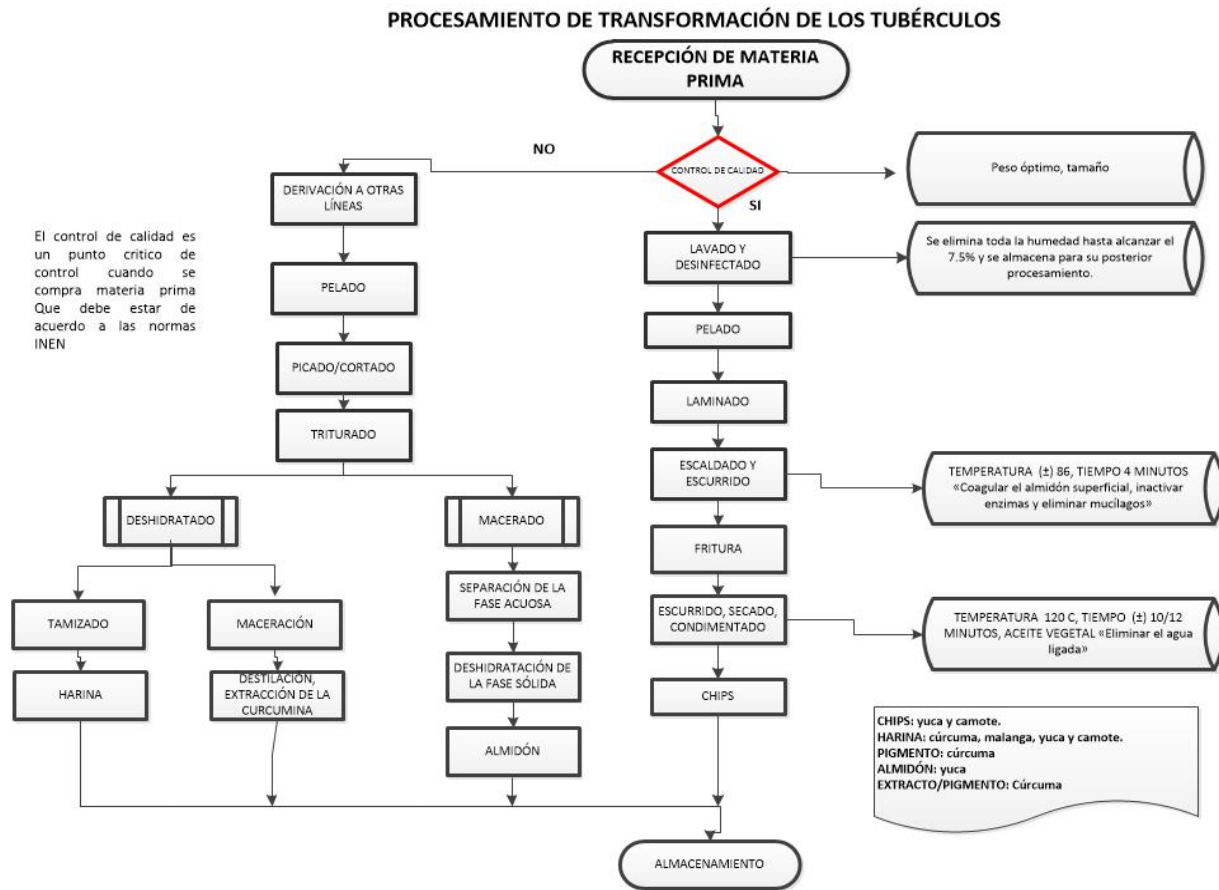 PROCESAMIENTO DE TRANSFORMACIÓN DE LOS TUBÉRCULOS
RECEPCIÓN DE MATERIA
PRIMA
NO
CONTROL DE CALIDAD
SI
Peso óptimo, tamaño
DERIVACIÓN A OTRAS
LÍNEAS
El control de calidad es
un punto critico de
control cuando se
compra materia prima
Que debe estar de
acuerdo a las normas
INEN
LAVADO Y
DESINFECTADO
Se elimina toda la humedad hasta alcanzar el
7.5% y se almacena para su posterior
procesamiento.
PELADO
PELADO
PICADO/CORTADO
LAMINADO
TRITURADO
ESCALDADO Y
ESCURRIDO
TEMPERATURA (±) 86, TIEMPO 4 MINUTOS
«Coagular el almidón superficial, inactivar
enzimas y eliminar mucílagos»
DESHIDRATADO
MACERADO
FRITURA
TAMIZADO
MACERACIÓN
SEPARACIÓN DE LA
FASE ACUOSA
ESCURRIDO, SECADO,
CONDIMENTADO
TEMPERATURA 120 C, TIEMPO (±) 10/12
MINUTOS, ACEITE VEGETAL «Eliminar el agua
ligada»
HARINA
DESTILACIÓN,
EXTRACCIÓN DE LA
CURCUMINA
DESHIDRATACIÓN DE
LA FASE SÓLIDA
CHIPS
ALMIDÓN
CHIPS: yuca y camote.
HARINA: cúrcuma, malanga, yuca y camote.
PIGMENTO: cúrcuma
ALMIDÓN: yuca
EXTRACTO/PIGMENTO: Cúrcuma
ALMACENAMIENTO